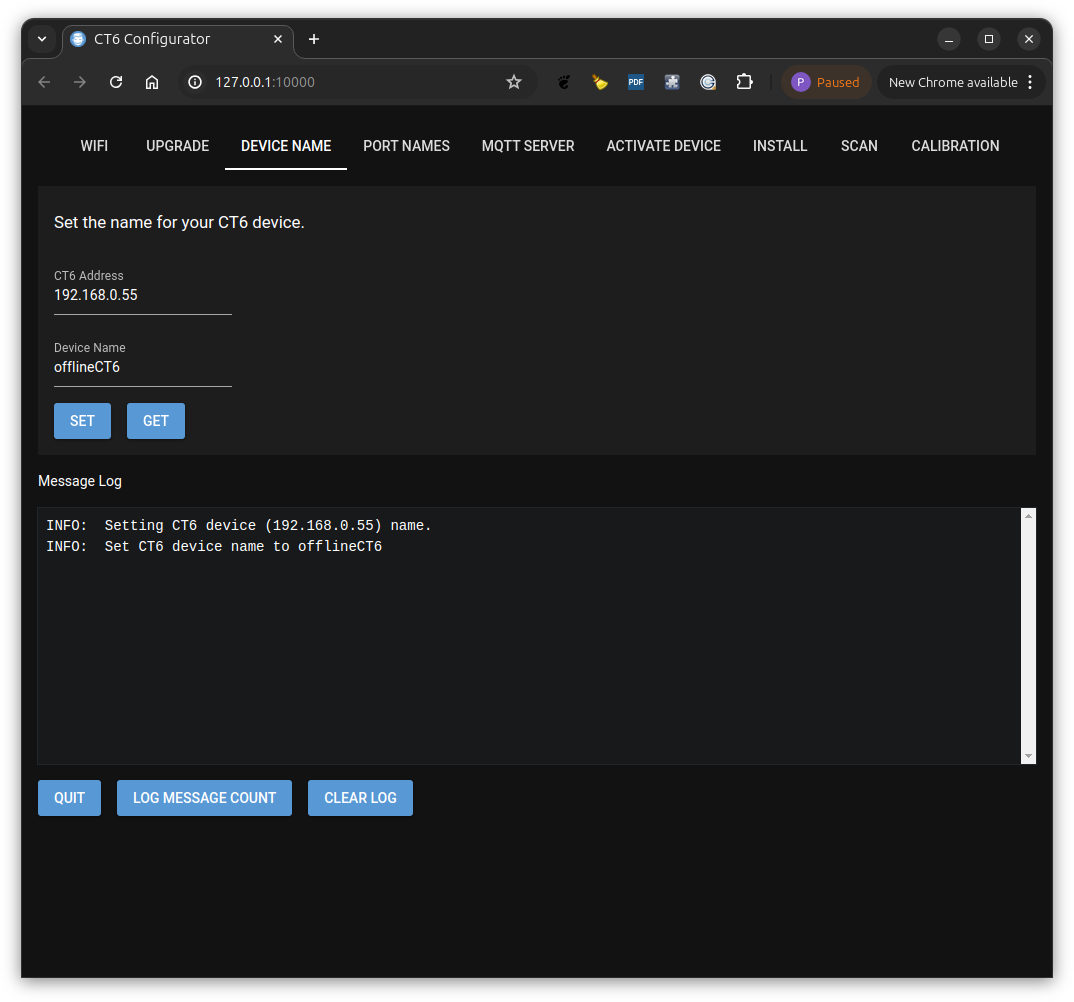 CT6 Configurator
127.0.0.1:10000
PDF
P Paused
New Chrome available
WIFI UPGRADE DEVICE NAME PORT NAMES MQTT SERVER ACTIVATE DEVICE INSTALL SCAN CALIBRATION
Set the name for your CT6 device.
CT6 Address
192.168.0.55
Device Name
offlineCT6
SET GET
Message Log
INFO:  Setting CT6 device (192.168.0.55) name.
INFO:  Set CT6 device name to offlineCT6
QUIT LOG MESSAGE COUNT CLEAR LOG